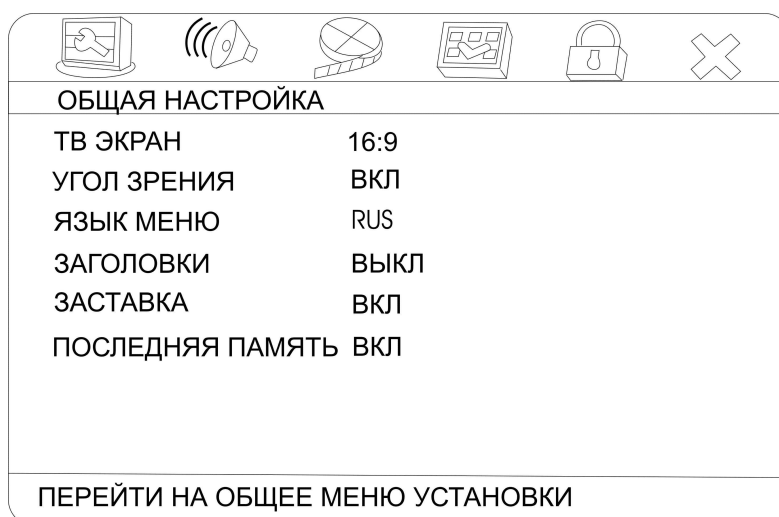 ОБЩАЯ НАСТРОЙКА
ТВ ЭКРАН 16:9
УГОЛ ЗРЕНИЯ ВКЛ
ЯЗЫК МЕНЮ RUS
ЗАГОЛОВКИ ВЫКЛ
ЗАСТАВКА ВКЛ
ПОСЛЕДНЯЯ ПАМЯТЬ ВКЛ
ПЕРЕЙТИ НА ОБЩЕЕ МЕНЮ УСТАНОВКИ